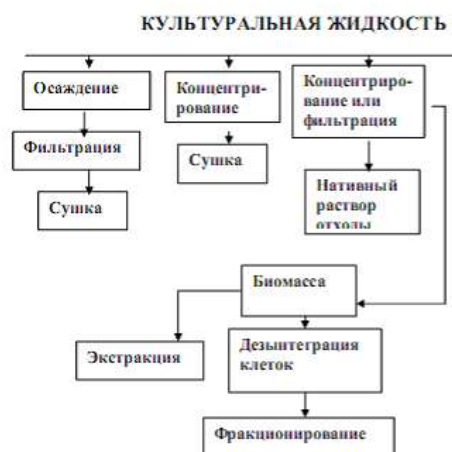 КУЛЬТУРАЛЬНАЯ ЖИДКОСТЬ
Осаждение
Концентри-
рование
Концентриро-
вание или
фильтрация
Фильтрация
Сушка
Сушка
Нативный
раствор
отходы
Биомасса
Экстракция
Дезынтеграция
клеток
Фракционирование